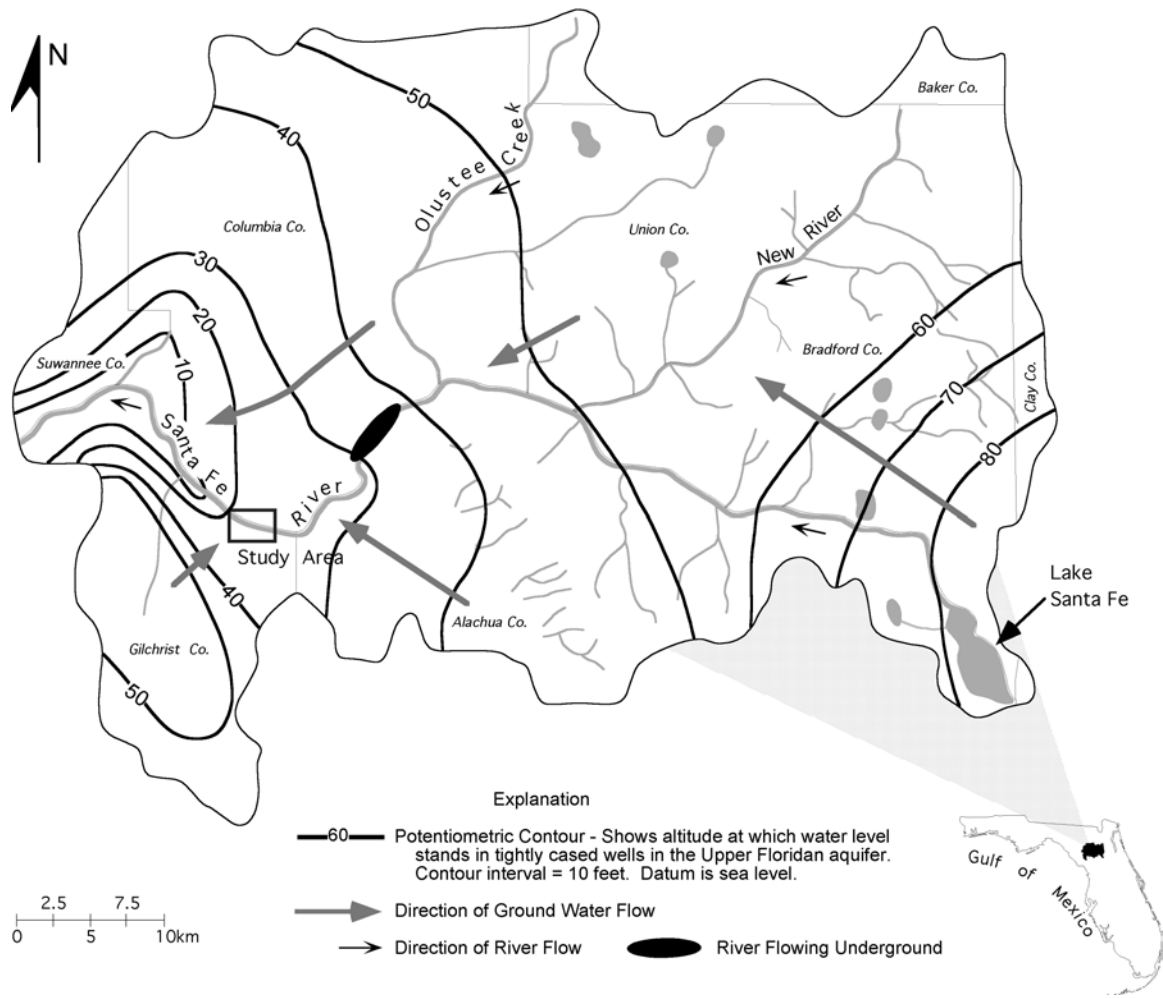 N
Baker Co.
50
40
Olustee Creek
Columbia Co.
Union Co.
New River
30
20
60
Suwannee Co.
10
Bradford Co.
Clay Co.
70
80
Santa Fe River
Study Area
40
Lake
Santa Fe
Alachua Co.
Gilchrist Co.
50
Explanation
60 Potentiometric Contour - Shows altitude at which water level
stands in tightly cased wells in the Upper Floridan aquifer.
Contour interval = 10 feet. Datum is sea level.
Direction of Ground Water Flow
Direction of River Flow
River Flowing Underground
2.5 7.5
0 5 10km
Gulf of Mexico